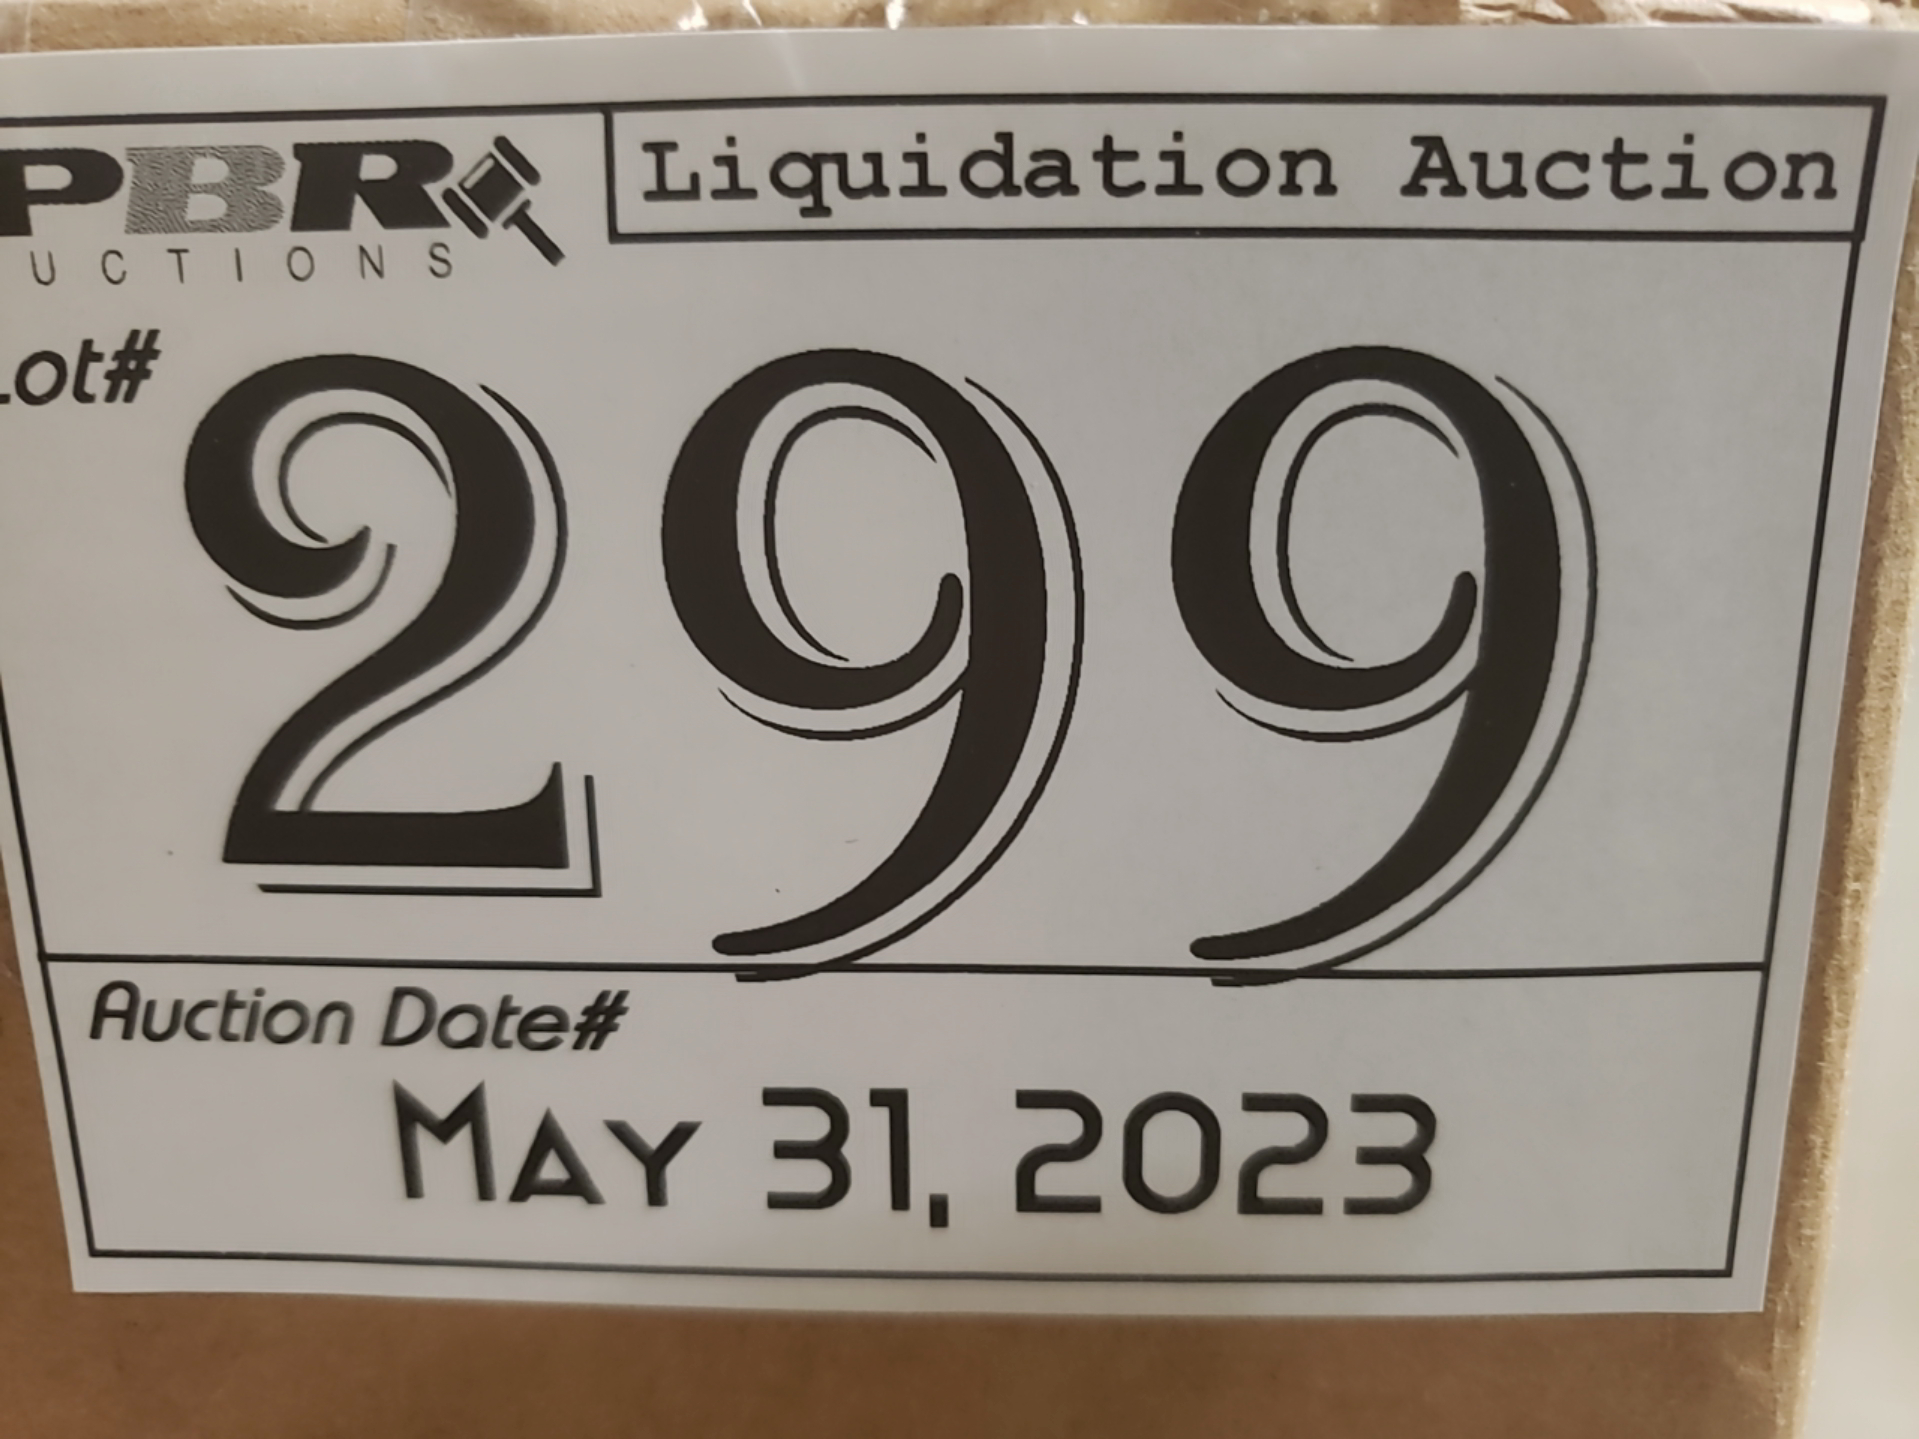 PBR Liquidation Auction
UCTIONS
Lot#
299
Auction Date#
May 31, 2023